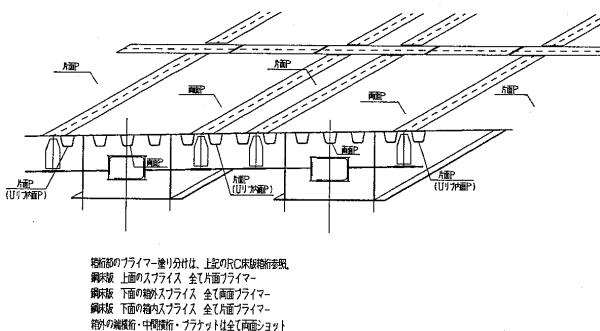 片面P
両面P
片面P
両面P
片面P
両面P
両面P
片面P
(Uリブ内面P)
片面P
(Uリブ内面P)
片面P
(Uリブ内面P)
箱桁部のプライマー塗り分けは、上記のRC床版箱桁参照。
鋼床版 上面のスプライス 全て片面プライマー
鋼床版 下面の箱外スプライス 全て両面プライマー
鋼床版 下面の箱内スプライス 全て片面プライマー
箱外の端横桁・中間横桁・ブラケットは全て両面ショット